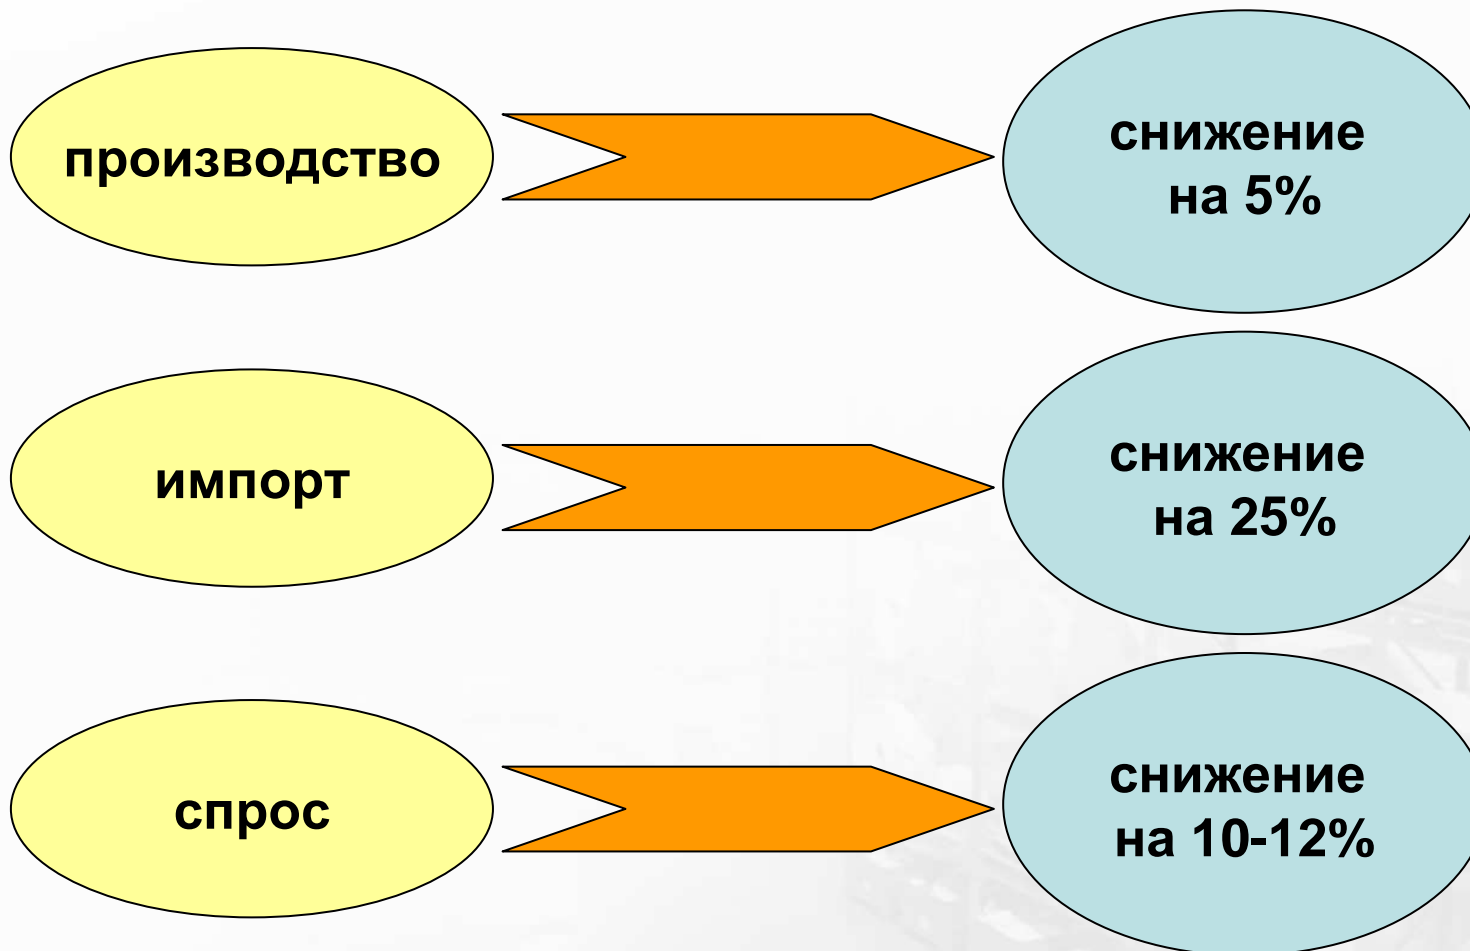 производство
снижение
на 5%
импорт
снижение
на 25%
спрос
снижение
на 10-12%